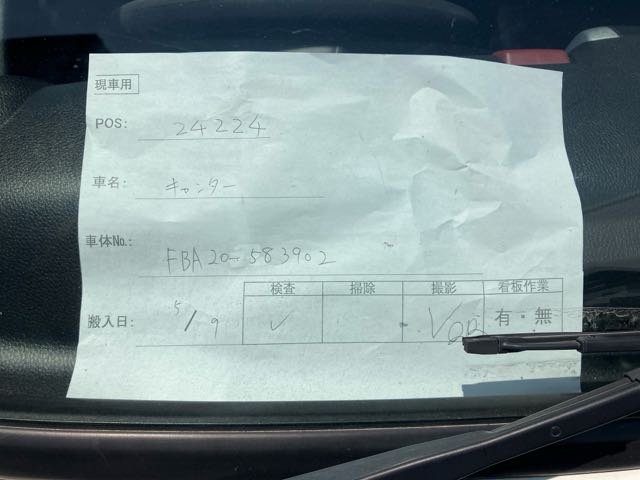 現車用
POS: 24224
車名: キャンター
車体No.: FBA20-583902
検査 掃除 撮影 看板作業
搬入日: 5/9 ✓ V 有・無